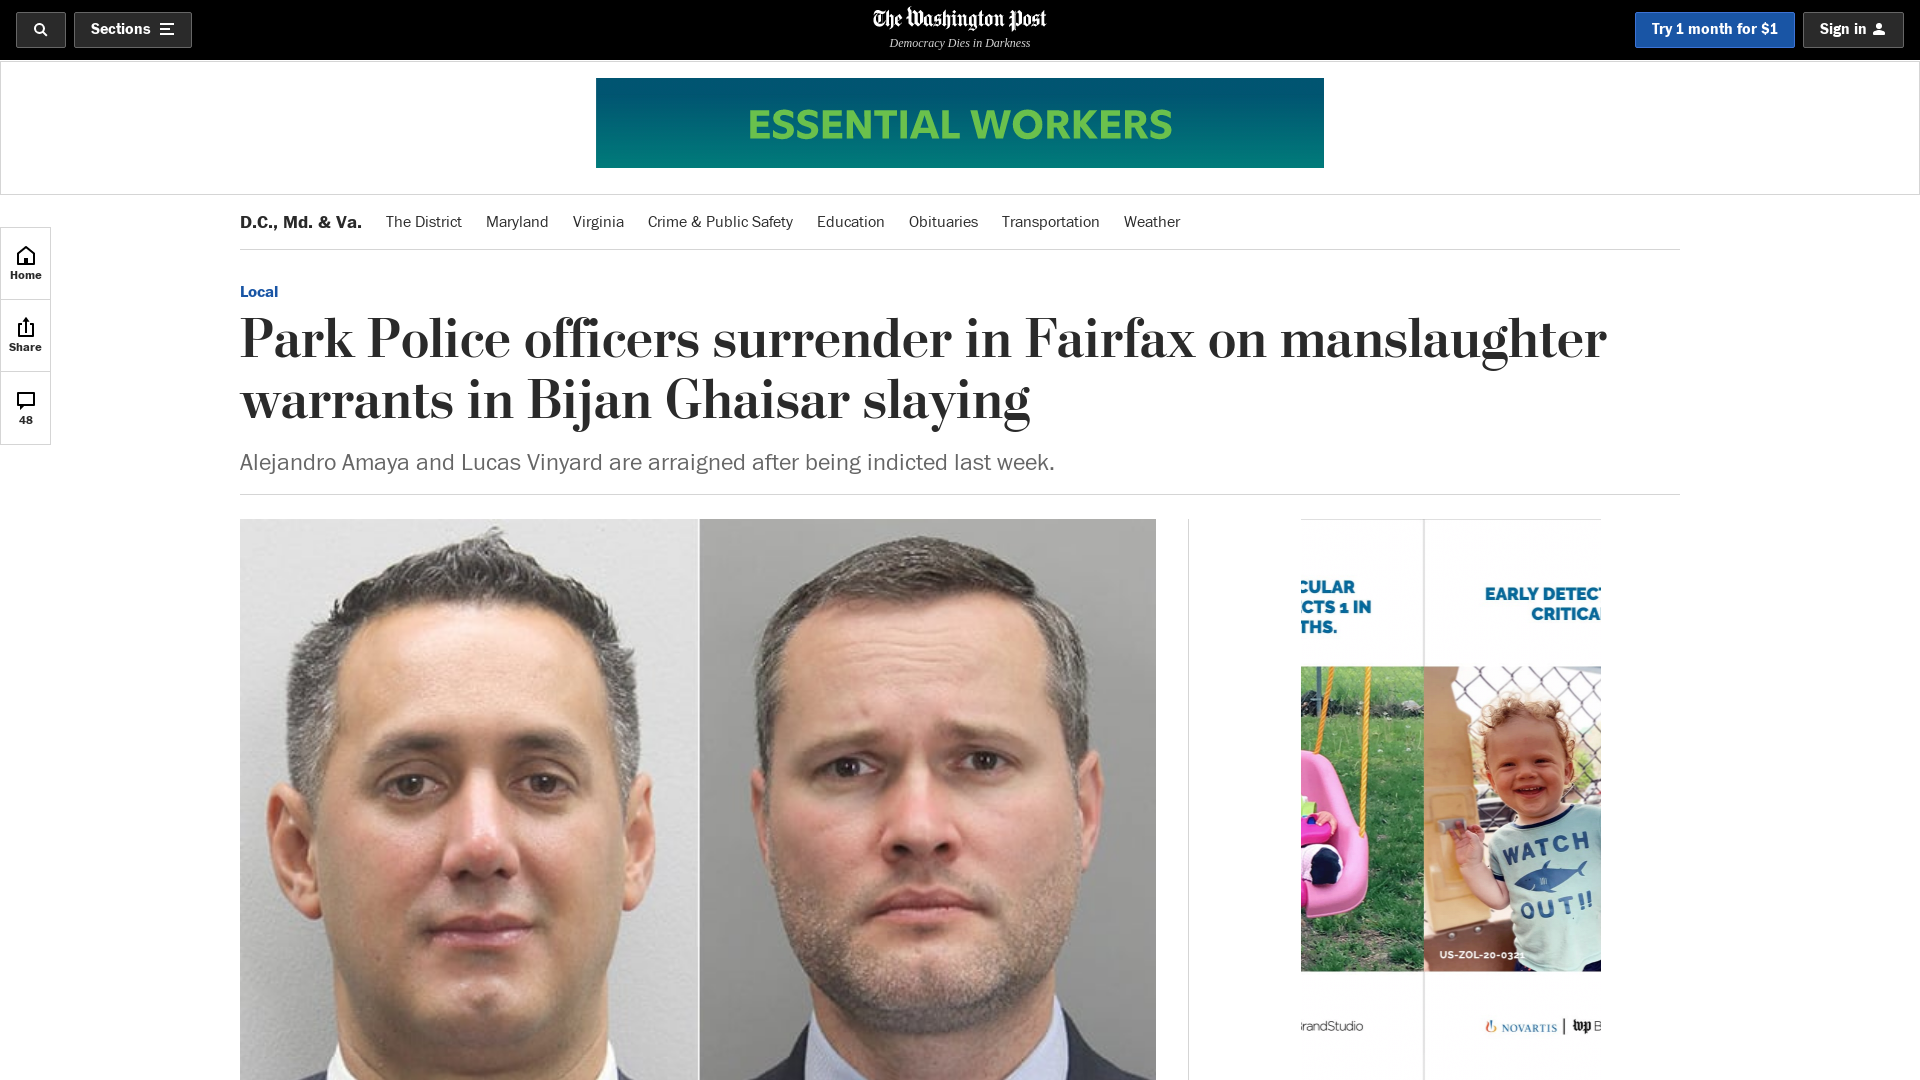 Sections
The Washington Post
Democracy Dies in Darkness
Try 1 month for $1
Sign in
ESSENTIAL WORKERS
D.C., Md. & Va.
The District
Maryland
Virginia
Crime & Public Safety
Education
Obituaries
Transportation
Weather
Home
Share
48
Local
Park Police officers surrender in Fairfax on manslaughter
warrants in Bijan Ghaisar slaying
Alejandro Amaya and Lucas Vinyard are arraigned after being indicted last week.
CULAR
CTS 1 IN
THS.
EARLY DETEC
CRITICA
WATCH
OUT!!
US-ZOL-20-0321
randStudio
NOVARTIS | wp B